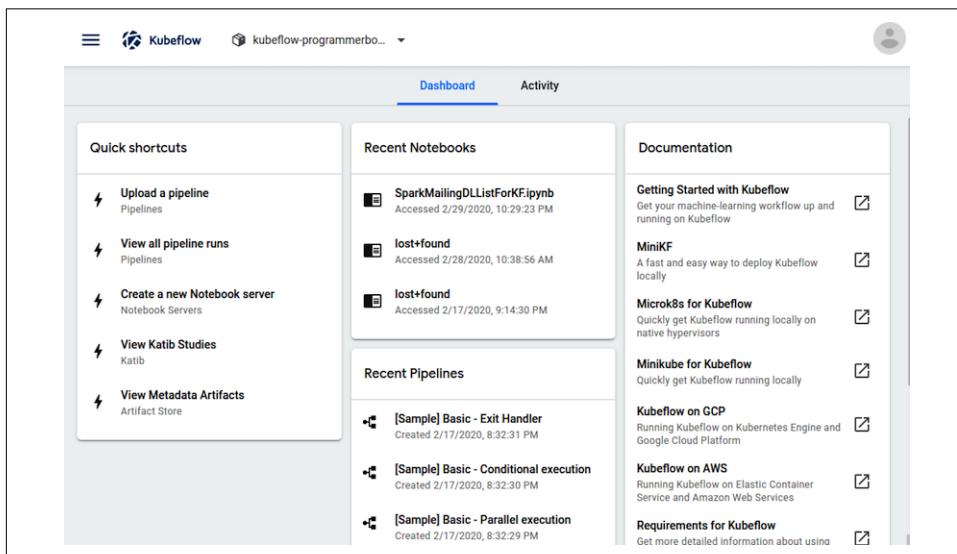 Kubeflow
kubeflow-programmerbo...
Dashboard
Activity
Quick shortcuts
Upload a pipeline
Pipelines
View all pipeline runs
Pipelines
Create a new Notebook server
Notebook Servers
View Katib Studies
Katib
View Metadata Artifacts
Artifact Store
Recent Notebooks
SparkMailingDLListForKF.ipynb
Accessed 2/29/2020, 10:29:23 PM
lost+found
Accessed 2/28/2020, 10:38:56 AM
lost+found
Accessed 2/17/2020, 9:14:30 PM
Recent Pipelines
[Sample] Basic - Exit Handler
Created 2/17/2020, 8:32:31 PM
[Sample] Basic - Conditional execution
Created 2/17/2020, 8:32:30 PM
[Sample] Basic - Parallel execution
Created 2/17/2020, 8:32:29 PM
Documentation
Getting Started with Kubeflow
Get your machine-learning workflow up and
running on Kubeflow
MiniKF
A fast and easy way to deploy Kubeflow
locally
Microk8s for Kubeflow
Quickly get Kubeflow running locally on
native hypervisors
Minikube for Kubeflow
Quickly get Kubeflow running locally
Kubeflow on GCP
Running Kubeflow on Kubernetes Engine and
Google Cloud Platform
Kubeflow on AWS
Running Kubeflow on Elastic Container
Service and Amazon Web Services
Requirements for Kubeflow
Get more detailed information about using